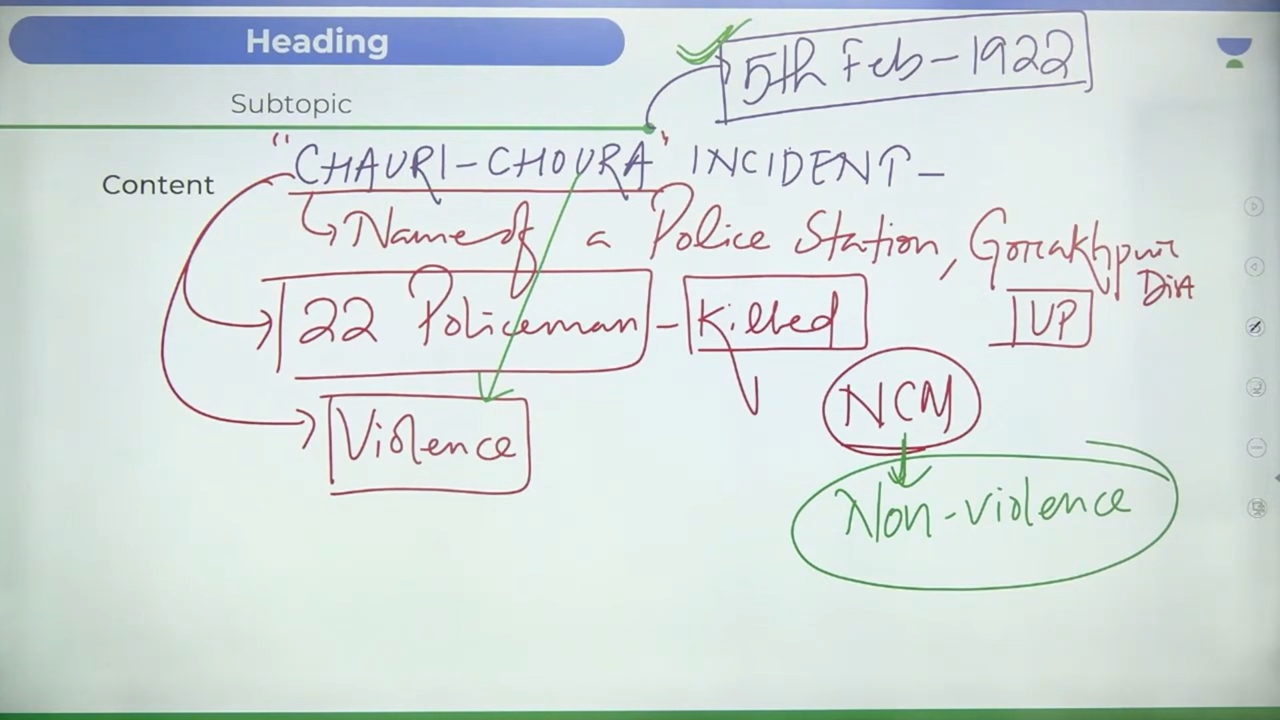 Heading
5th Feb-1922
Subtopic
"CHAURI-CHOURA" INCIDENT-
Content
Name of a Police Station, Gorakhpur
Dist
22 Policeman - Killed
UP
NCM
Violence
Non-violence